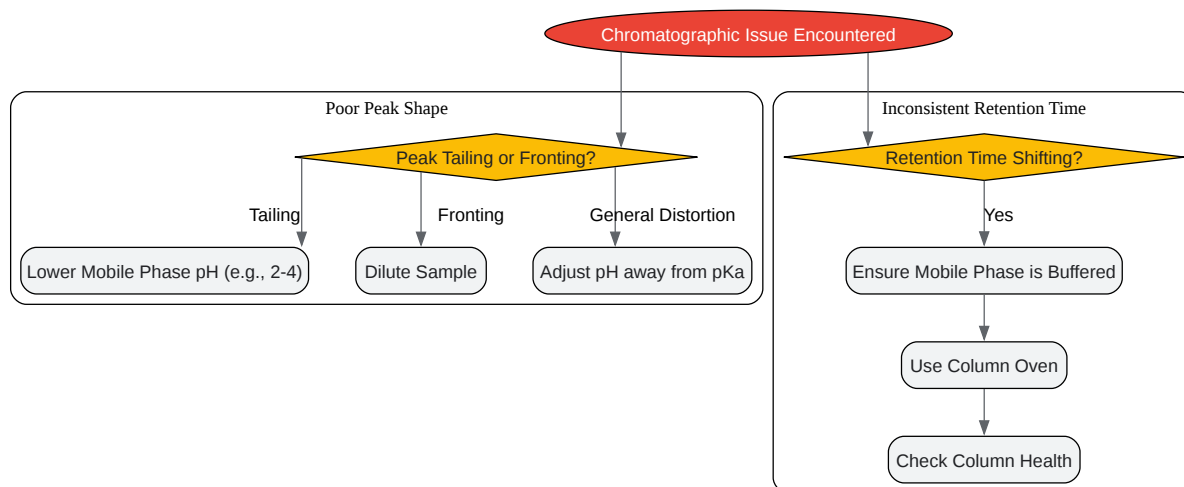 Chromatographic Issue Encountered
Poor Peak Shape
Peak Tailing or Fronting?
Tailing
Fronting
General Distortion
Lower Mobile Phase pH (e.g., 2-4)
Dilute Sample
Adjust pH away from pKa
Inconsistent Retention Time
Retention Time Shifting?
Yes
Ensure Mobile Phase is Buffered
Use Column Oven
Check Column Health